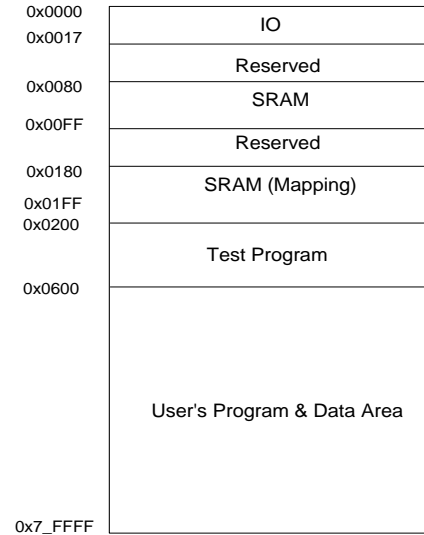 0x0000
IO
0x0017
Reserved
0x0080
SRAM
0x00FF
Reserved
0x0180
SRAM (Mapping)
0x01FF
0x0200
Test Program
0x0600
User's Program & Data Area
0x7_FFFF